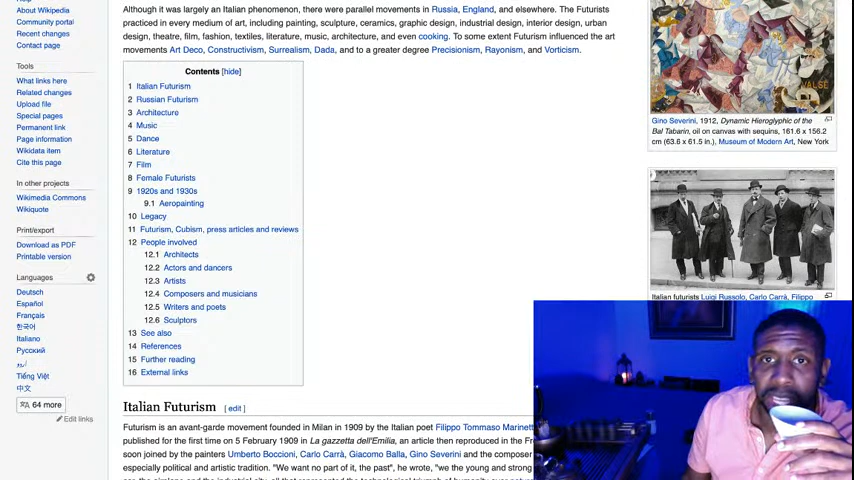 Help
About Wikipedia
Community portal
Recent changes
Contact page
Tools
What links here
Related changes
Upload file
Special pages
Permanent link
Page information
Wikidata item
Cite this page
In other projects
Wikimedia Commons
Wikiquote
Print/export
Download as PDF
Printable version
Languages
Deutsch
Español
Français
한국어
Italiano
Русский
اردو
Tiếng Việt
中文
64 more
Edit links
Although it was largely an Italian phenomenon, there were parallel movements in Russia, England, and elsewhere. The Futurists
practiced in every medium of art, including painting, sculpture, ceramics, graphic design, industrial design, interior design, urban
design, theatre, film, fashion, textiles, literature, music, architecture, and even cooking. To some extent Futurism influenced the art
movements Art Deco, Constructivism, Surrealism, Dada, and to a greater degree Precisionism, Rayonism, and Vorticism.
Contents [hide]
1 Italian Futurism
2 Russian Futurism
3 Architecture
4 Music
5 Dance
6 Literature
7 Film
8 Female Futurists
9 1920s and 1930s
9.1 Aeropainting
10 Legacy
11 Futurism, Cubism, press articles and reviews
12 People involved
12.1 Architects
12.2 Actors and dancers
12.3 Artists
12.4 Composers and musicians
12.5 Writers and poets
12.6 Sculptors
13 See also
14 References
15 Further reading
16 External links
Italian Futurism [ edit ]
Futurism is an avant-garde movement founded in Milan in 1909 by the Italian poet Filippo Tommaso Marinett
published for the first time on 5 February 1909 in La gazzetta dell'Emilia, an article then reproduced in the Fr
soon joined by the painters Umberto Boccioni, Carlo Carrà, Giacomo Balla, Gino Severini and the composer
especially political and artistic tradition. "We want no part of it, the past", he wrote, "we the young and strong
VALSE
Gino Severini, 1912, Dynamic Hieroglyphic of the
Bal Tabarin, oil on canvas with sequins, 161.6 x 156.2
cm (63.6 x 61.5 in.), Museum of Modern Art, New York
Italian futurists Luigi Russolo, Carlo Carrà, Filippo